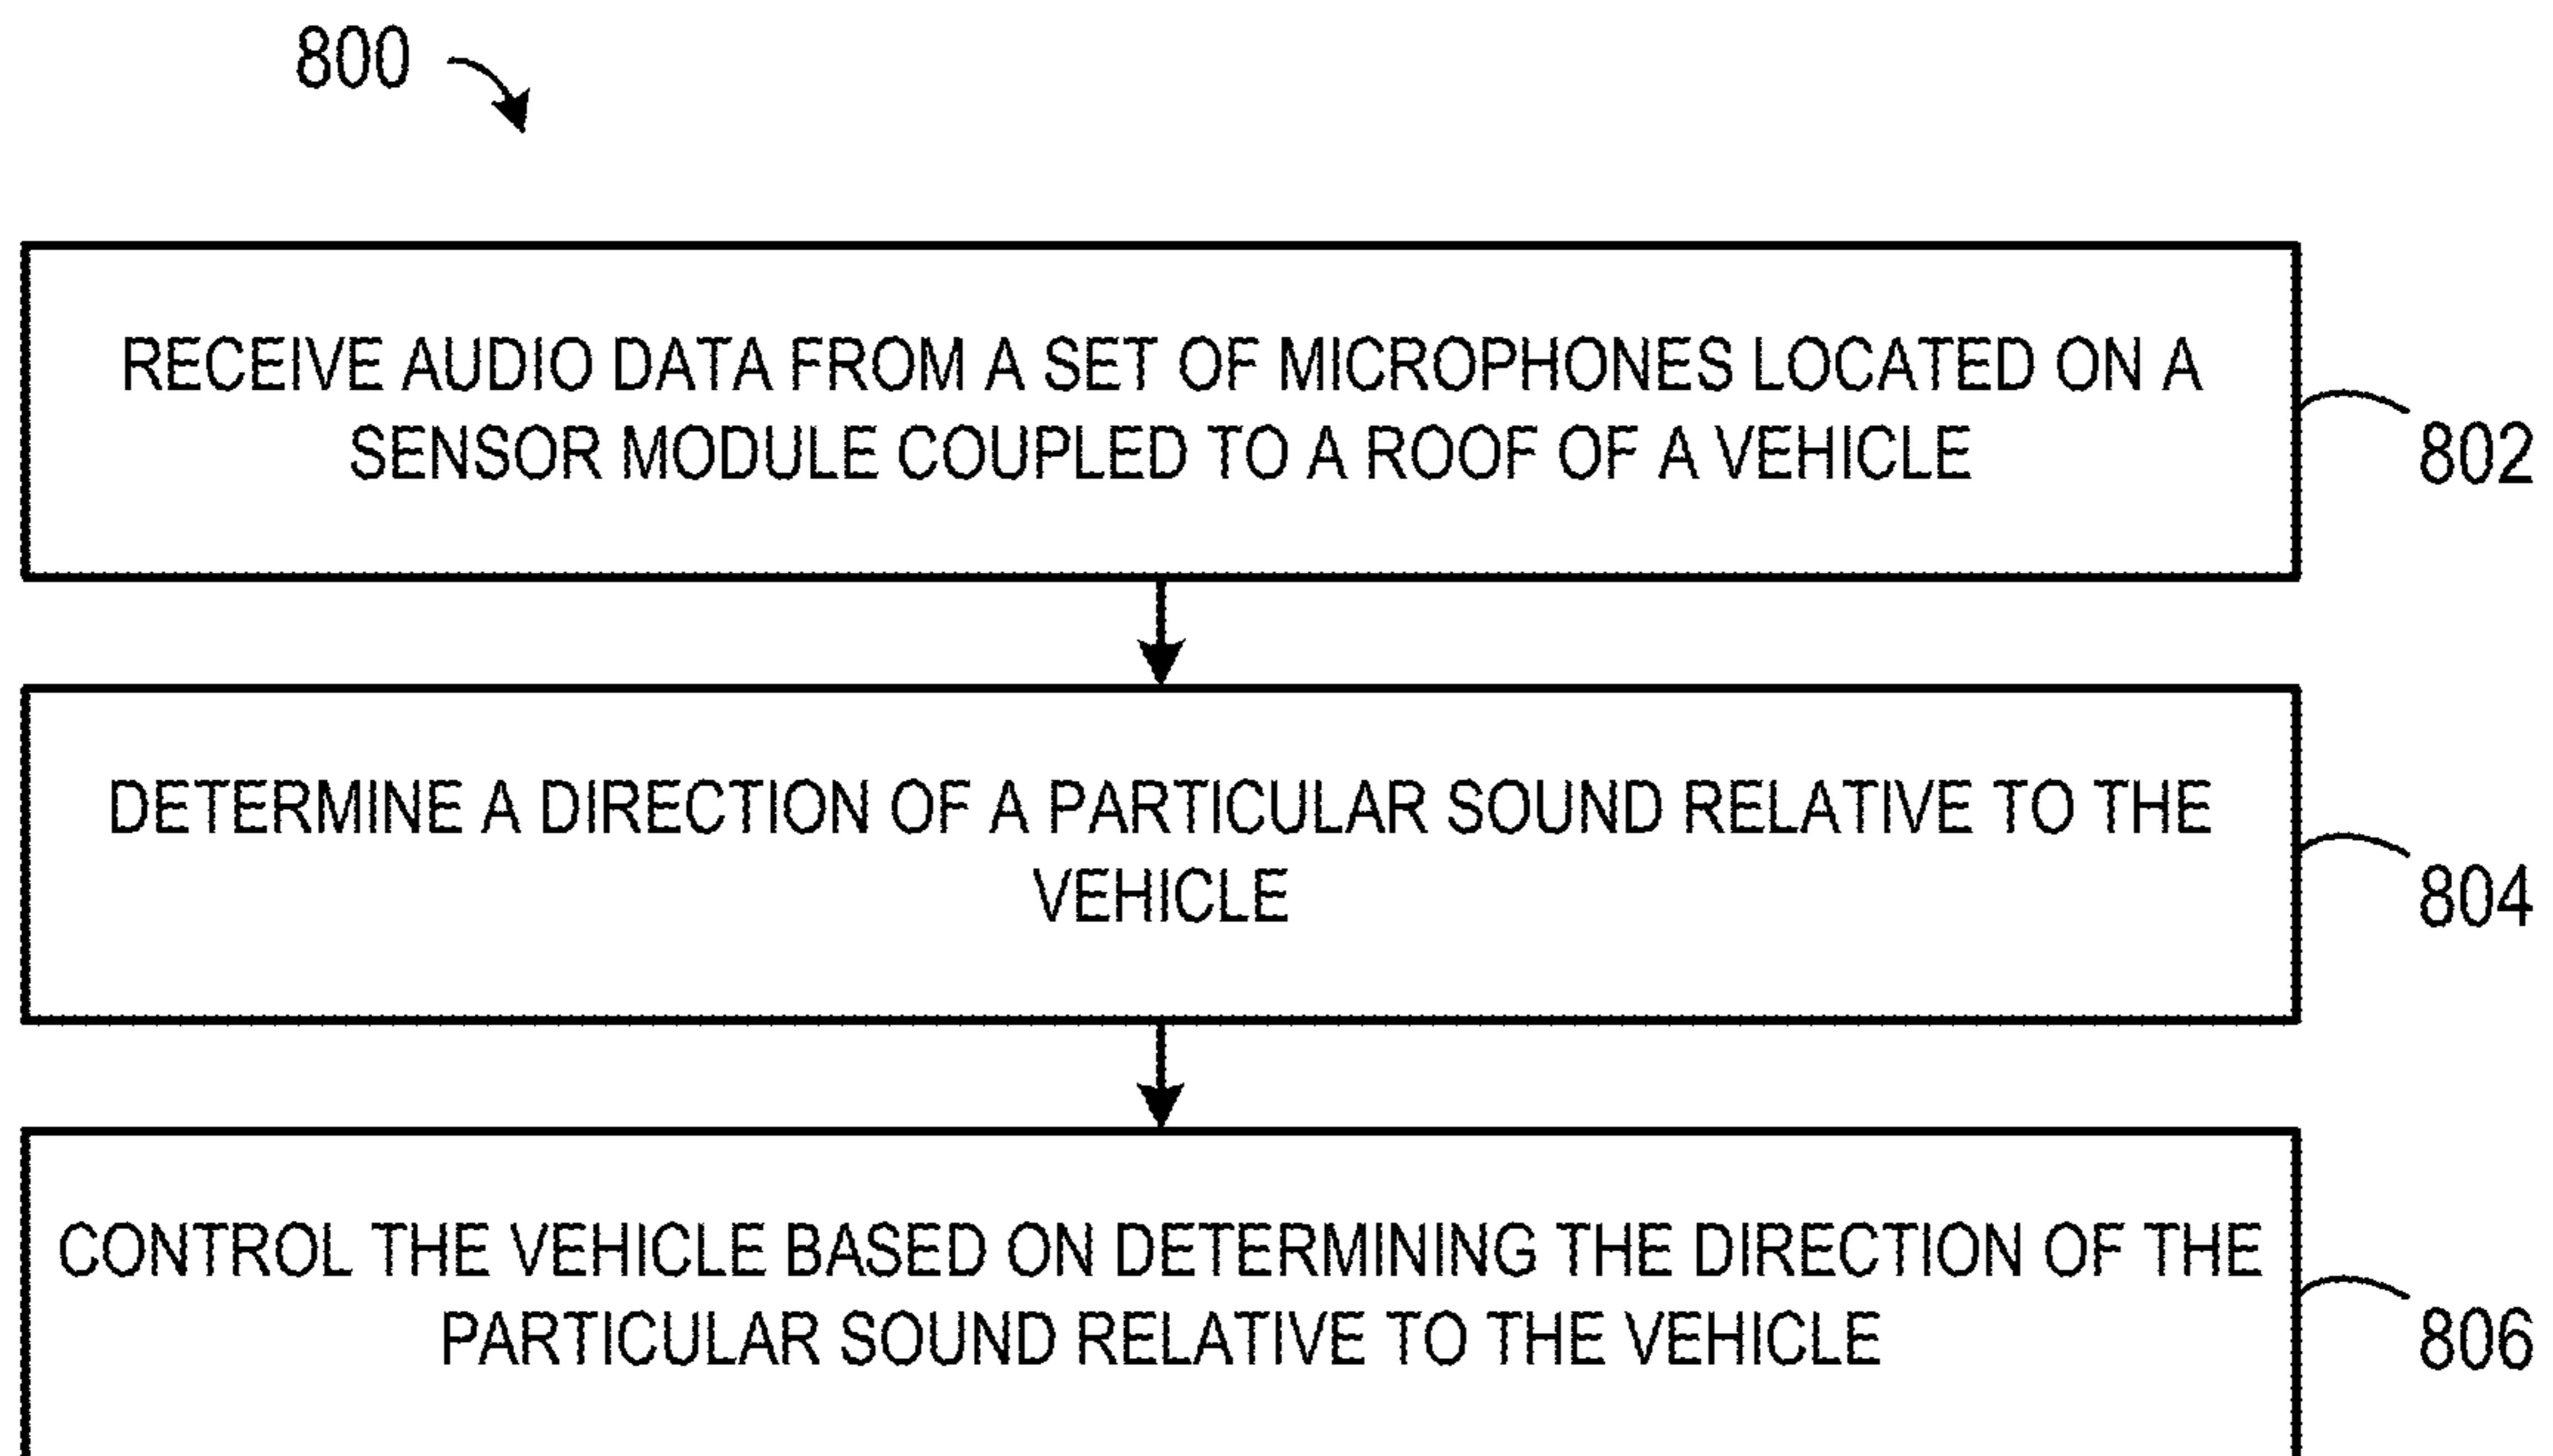 800
RECEIVE AUDIO DATA FROM A SET OF MICROPHONES LOCATED ON A
SENSOR MODULE COUPLED TO A ROOF OF A VEHICLE
802
DETERMINE A DIRECTION OF A PARTICULAR SOUND RELATIVE TO THE
VEHICLE
804
CONTROL THE VEHICLE BASED ON DETERMINING THE DIRECTION OF THE
PARTICULAR SOUND RELATIVE TO THE VEHICLE
806